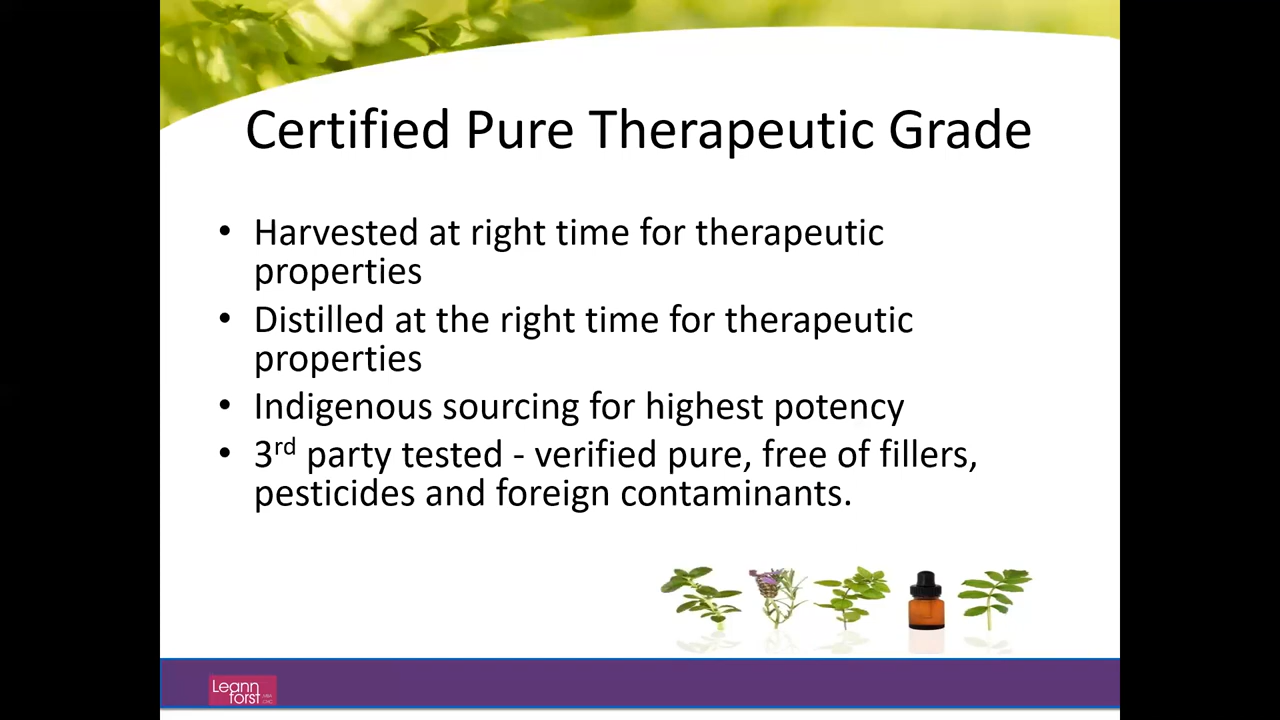 Certified Pure Therapeutic Grade
• Harvested at right time for therapeutic
properties
• Distilled at the right time for therapeutic
properties
• Indigenous sourcing for highest potency
• 3rd party tested - verified pure, free of fillers,
pesticides and foreign contaminants.
Leann
forst